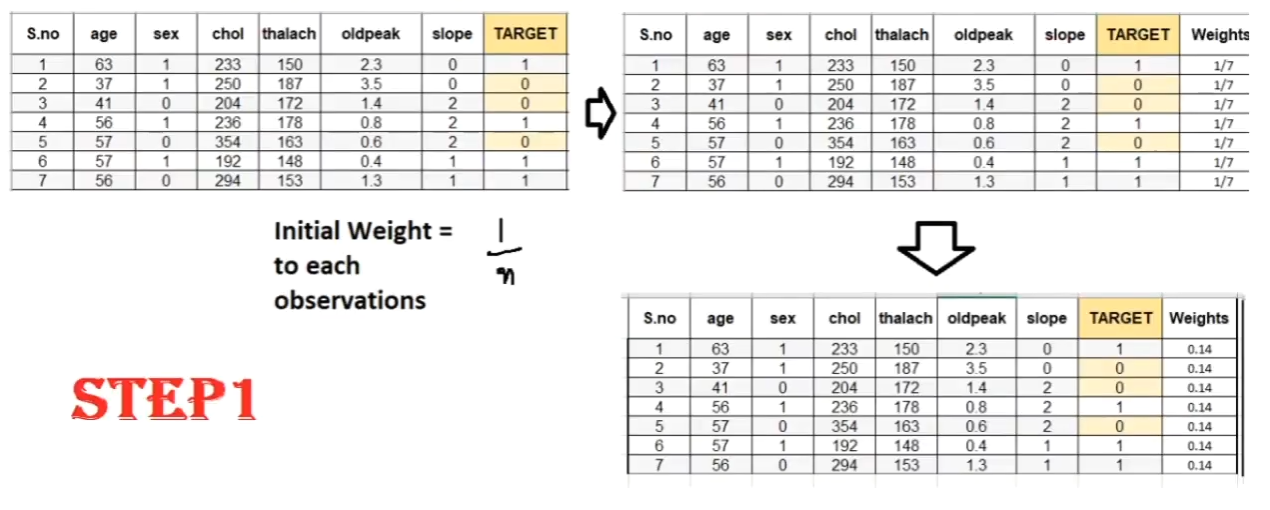 S.no age sex chol thalach oldpeak slope TARGET
1 63 1 233 150 2.3 0 1
2 37 1 250 187 3.5 0 0
3 41 0 204 172 1.4 2 0
4 56 1 236 178 0.8 2 1
5 57 0 354 163 0.6 2 0
6 57 1 192 148 0.4 1 1
7 56 0 294 153 1.3 1 1
S.no age sex chol thalach oldpeak slope TARGET Weights
1 63 1 233 150 2.3 0 1 1/7
2 37 1 250 187 3.5 0 0 1/7
3 41 0 204 172 1.4 2 0 1/7
4 56 1 236 178 0.8 2 1 1/7
5 57 0 354 163 0.6 2 0 1/7
6 57 1 192 148 0.4 1 1 1/7
7 56 0 294 153 1.3 1 1 1/7
Initial Weight = 1/n
to each
observations
STEP1
S.no age sex chol thalach oldpeak slope TARGET Weights
1 63 1 233 150 2.3 0 1 0.14
2 37 1 250 187 3.5 0 0 0.14
3 41 0 204 172 1.4 2 0 0.14
4 56 1 236 178 0.8 2 1 0.14
5 57 0 354 163 0.6 2 0 0.14
6 57 1 192 148 0.4 1 1 0.14
7 56 0 294 153 1.3 1 1 0.14